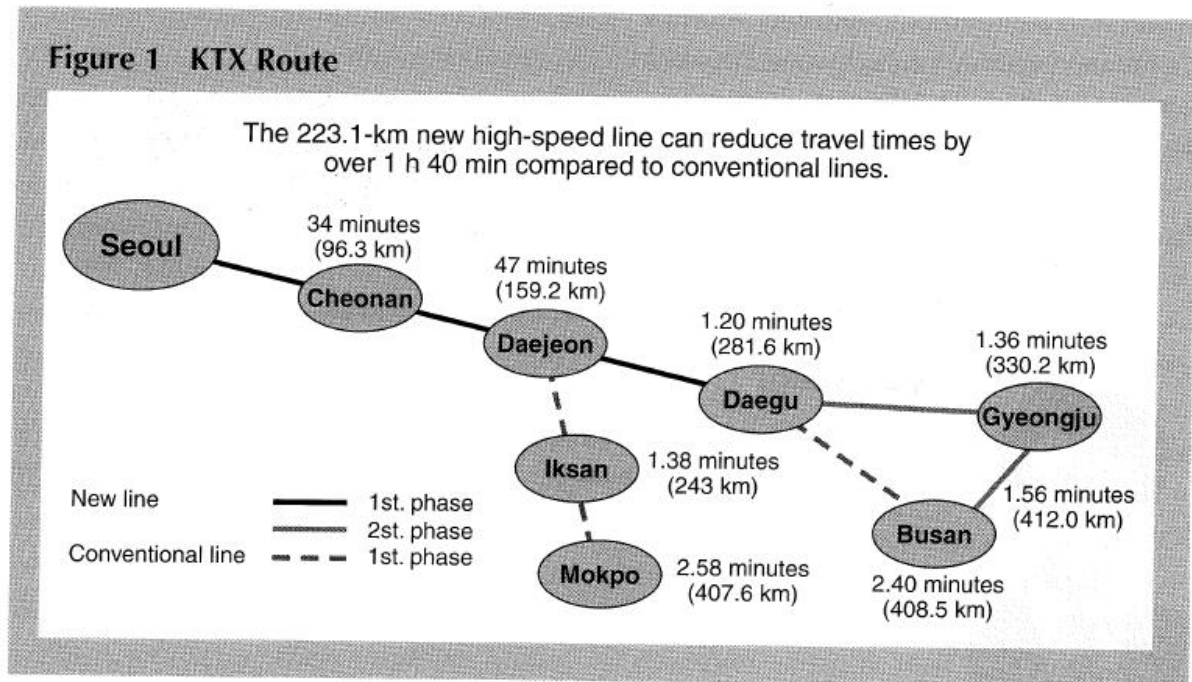 Figure 1 KTX Route
The 223.1-km new high-speed line can reduce travel times by
over 1 h 40 min compared to conventional lines.
Seoul
34 minutes
(96.3 km)
Cheonan
47 minutes
(159.2 km)
Daejeon
1.20 minutes
(281.6 km)
Daegu
1.36 minutes
(330.2 km)
Gyeongju
Iksan
1.38 minutes
(243 km)
1.56 minutes
(412.0 km)
Busan
2.40 minutes
(408.5 km)
Mokpo
2.58 minutes
(407.6 km)
New line
1st. phase
2st. phase
Conventional line
1st. phase